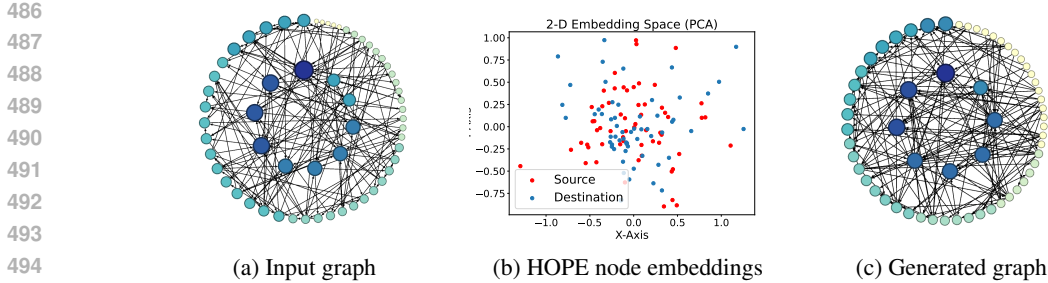 486
487
488
489
490
491
492
493
494
2-D Embedding Space (PCA)
1.00
0.75
0.50
0.25
0.00
−0.25
−0.50
−0.75
Source
Destination
−1.0 −0.5 0.0 0.5 1.0
X-Axis
(a) Input graph
(b) HOPE node embeddings
(c) Generated graph